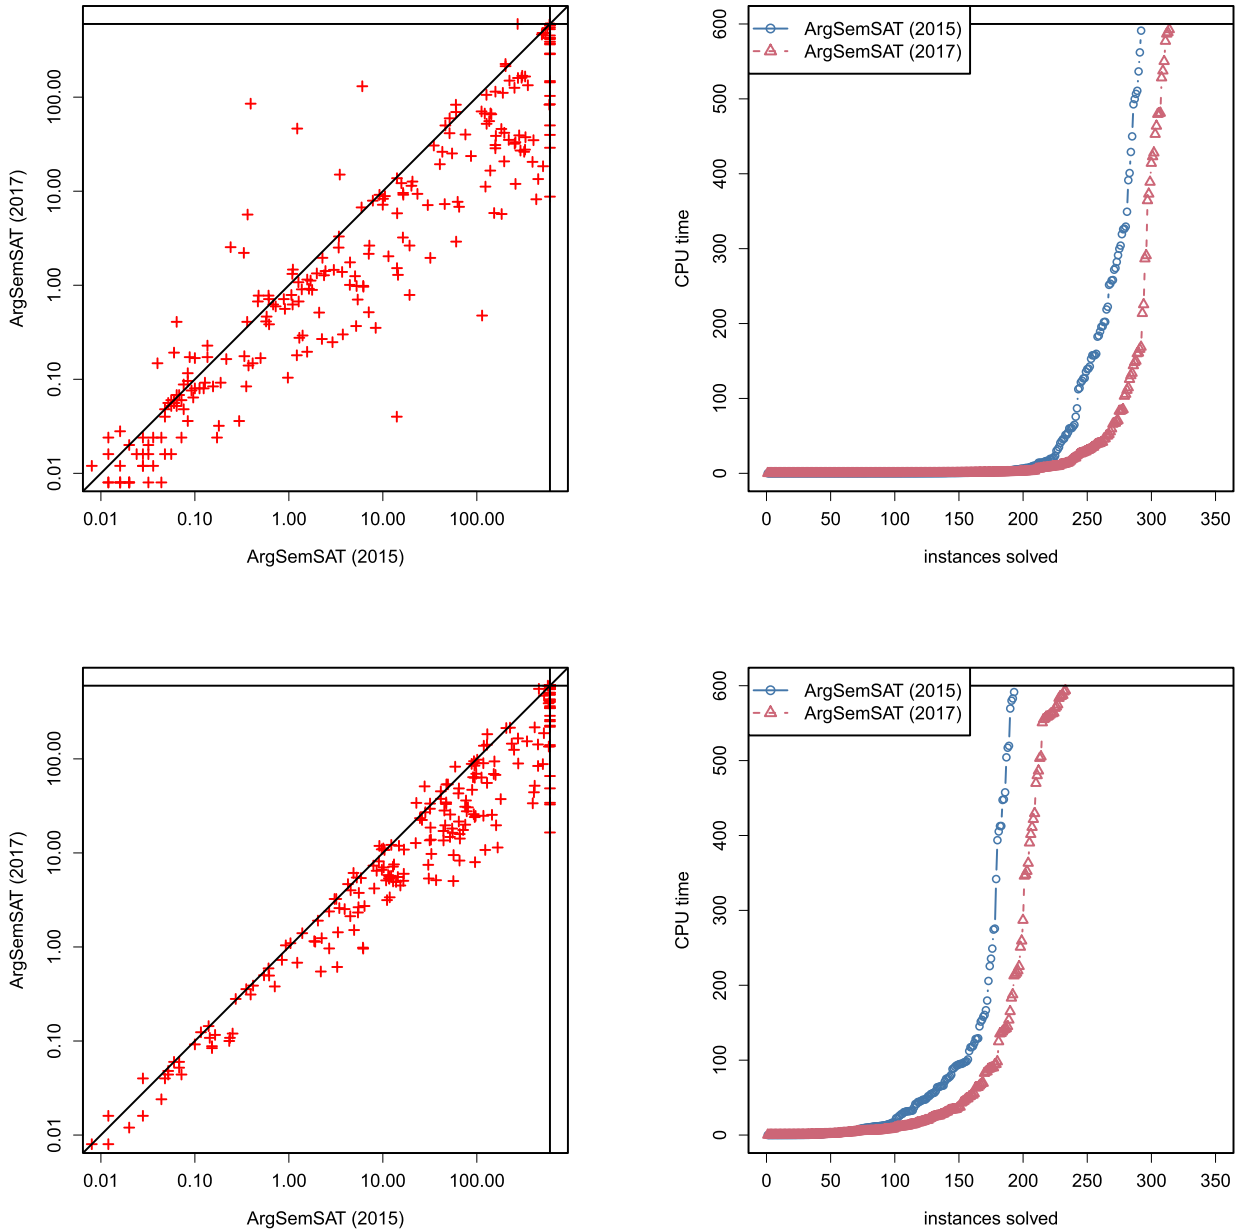 ArgSemSAT (2017)
100.00
10.00
1.00
0.10
0.01
0.01 0.10 1.00 10.00 100.00
ArgSemSAT (2015)
ArgSemSAT (2015)
ArgSemSAT (2017)
CPU time
600
500
400
300
200
100
0
0 50 100 150 200 250 300 350
instances solved
ArgSemSAT (2017)
100.00
10.00
1.00
0.10
0.01
0.01 0.10 1.00 10.00 100.00
ArgSemSAT (2015)
ArgSemSAT (2015)
ArgSemSAT (2017)
CPU time
600
500
400
300
200
100
0
0 50 100 150 200 250 300 350
instances solved